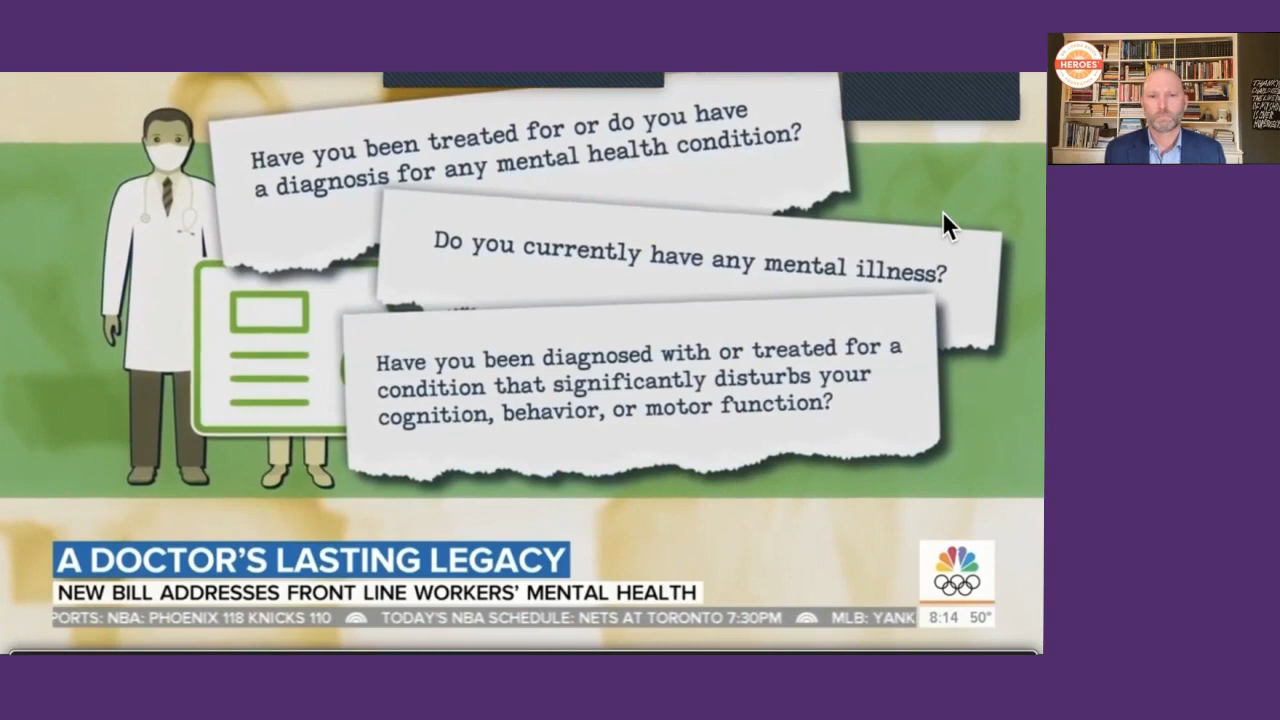 Have you been treated for or do you have
a diagnosis for any mental health condition?
Do you currently have any mental illness?
Have you been diagnosed with or treated for a
condition that significantly disturbs your
cognition, behavior, or motor function?
A DOCTOR'S LASTING LEGACY
NEW BILL ADDRESSES FRONT LINE WORKERS' MENTAL HEALTH
PORTS: NBA: PHOENIX 118 KNICKS 110 TODAY'S NBA SCHEDULE: NETS AT TORONTO 7:30PM MLB: YANK
8:14 50°
HEROES'